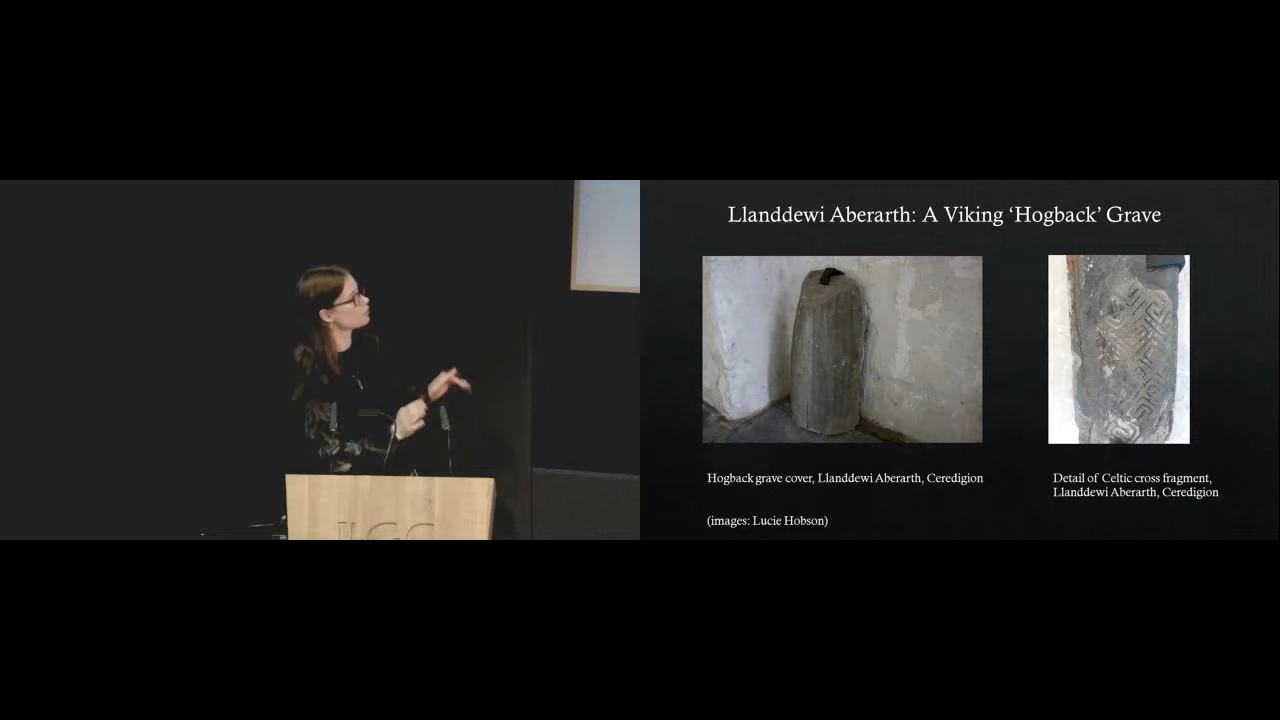 Llanddewi Aberarth: A Viking ‘Hogback’ Grave
Hogback grave cover, Llanddewi Aberarth, Ceredigion
(images: Lucie Hobson)
Detail of Celtic cross fragment,
Llanddewi Aberarth, Ceredigion